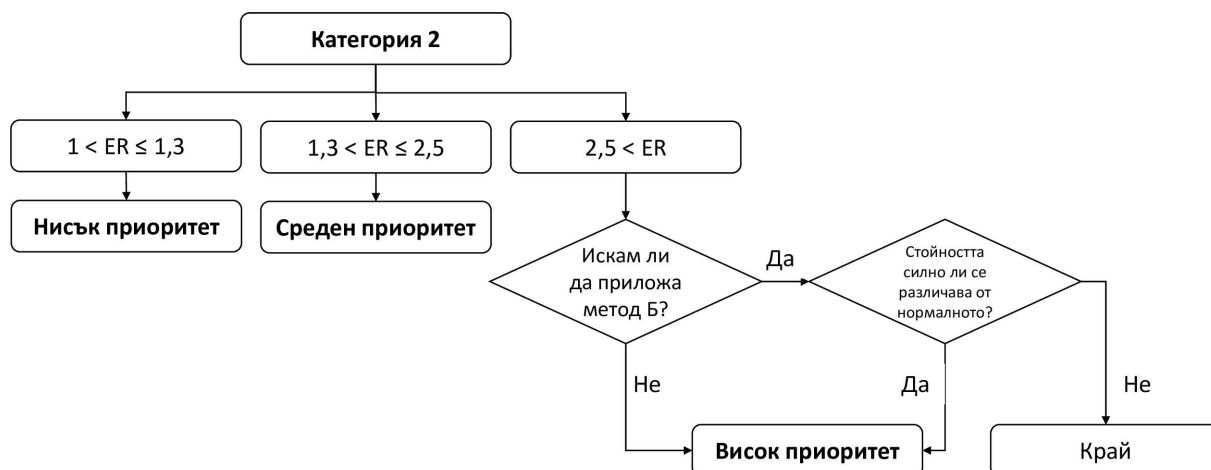 Категория 2
1 < ER ≤ 1,3
1,3 < ER ≤ 2,5
2,5 < ER
Нисък приоритет
Среден приоритет
Искам ли
да приложа
метод Б?
Да
Стойността
силно ли се
различава от
нормалното?
Не
Да
Не
Висок приоритет
Край